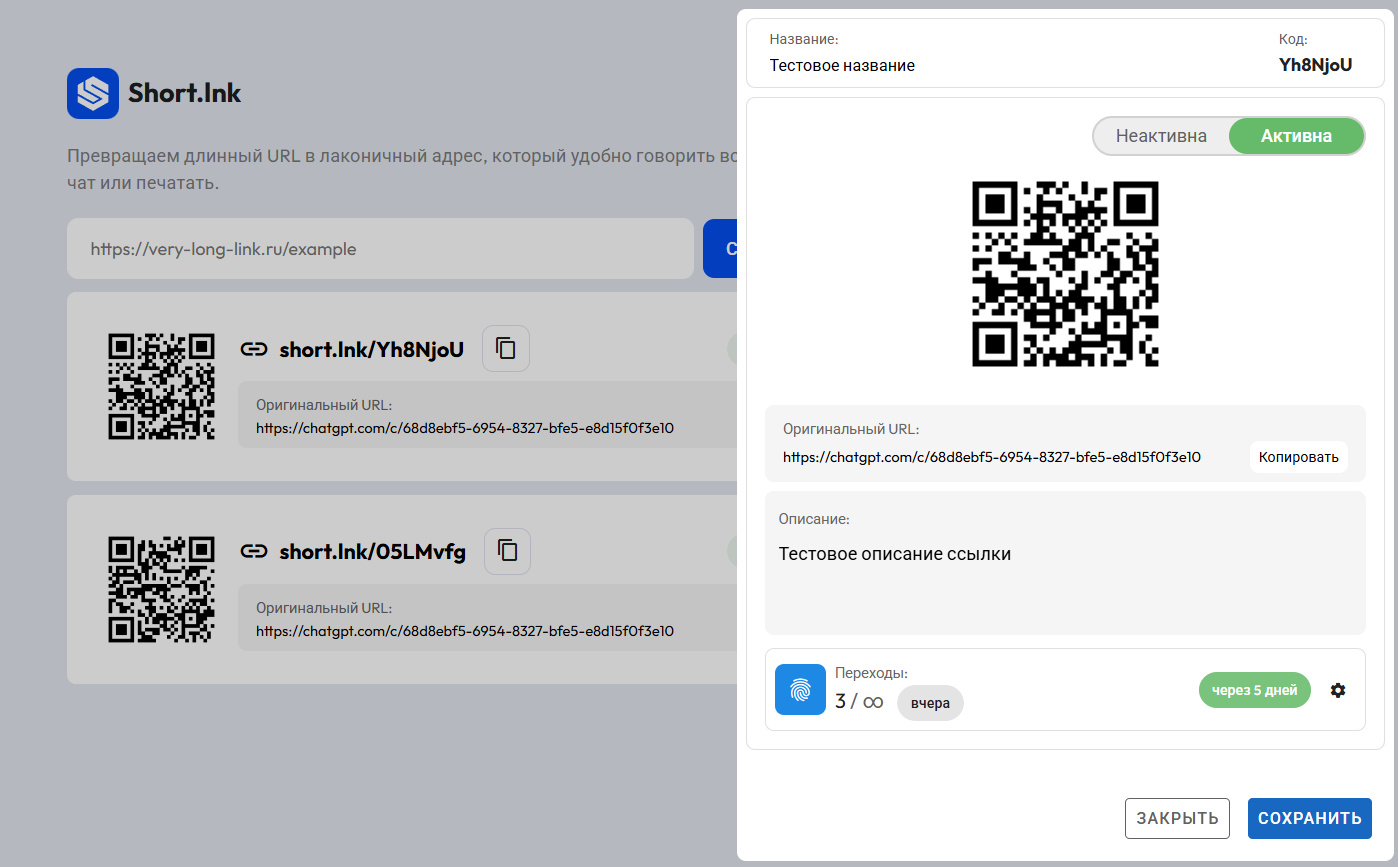 Short.lnk
Превращаем длинный URL в лаконичный адрес, который удобно говорить
чат или печатать.
https://very-long-link.ru/example
short.lnk/Yh8NjoU
Оригинальный URL:
https://chatgpt.com/c/68d8ebf5-6954-8327-bfe5-e8d15f0f3e10
short.lnk/05LMvfg
Оригинальный URL:
https://chatgpt.com/c/68d8ebf5-6954-8327-bfe5-e8d15f0f3e10
Название:
Тестовое название
Код:
Yh8NjoU
Неактивна
Активна
Оригинальный URL:
https://chatgpt.com/c/68d8ebf5-6954-8327-bfe5-e8d15f0f3e10
Копировать
Описание:
Тестовое описание ссылки
Переходы:
3 / ∞
вчера
через 5 дней
ЗАКРЫТЬ
СОХРАНИТЬ